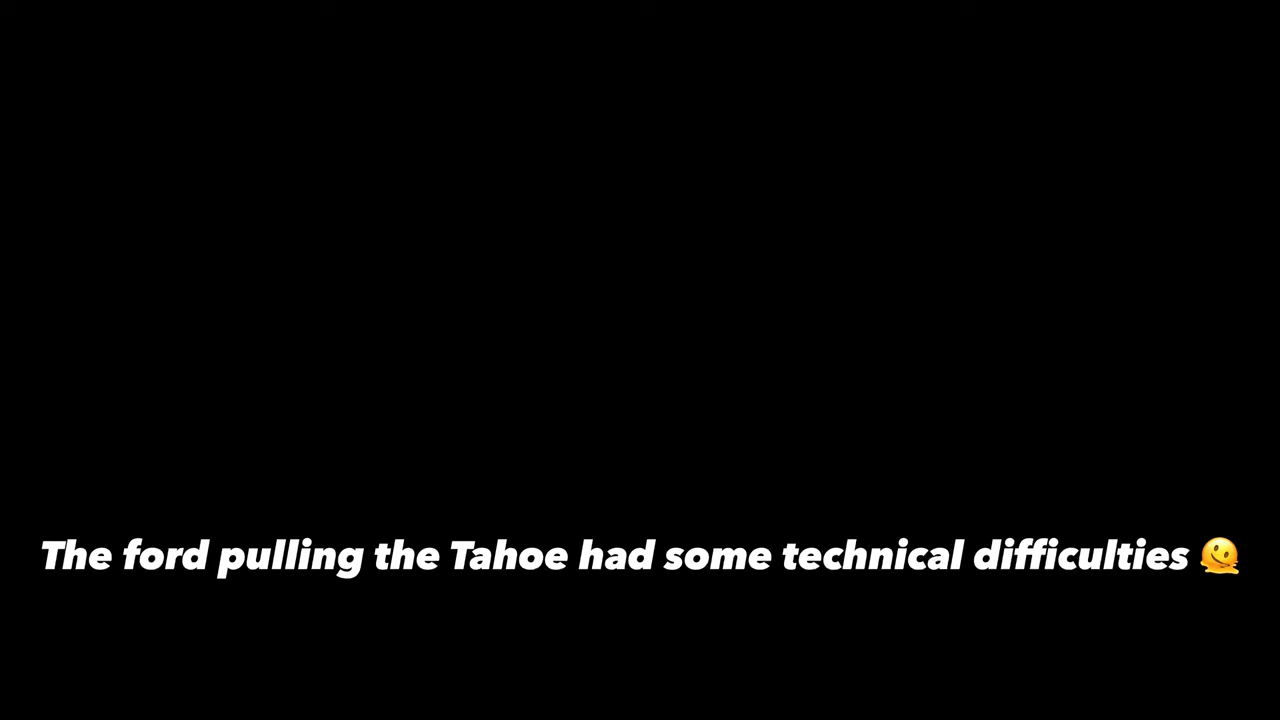 The ford pulling the Tahoe had some technical difficulties 🫠